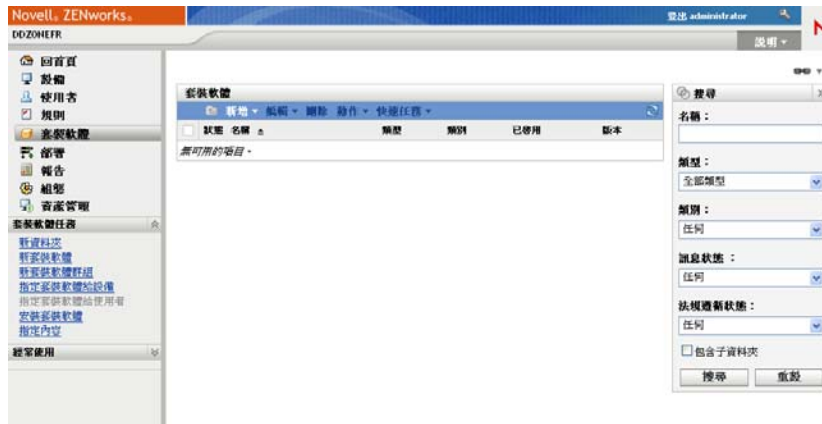 Novell® ZENworks®
登出 administrator
DDZONEFR
說明
回首頁
設備
使用者
規則
套裝軟體
部署
報告
組態
資產管理
套裝軟體任務
新資料夾
新套裝軟體
新套裝軟體群組
指定套裝軟體給設備
指定套裝軟體給使用者
安裝套裝軟體
指定內容
經常使用
套裝軟體
新增 編輯 刪除 動作 快速任務
狀態 名稱 類型 類別 已啟用 版本
無可用的項目。
搜尋
名稱：
類型：
全部類型
類別：
任何
訊息狀態：
任何
法規遵循狀態：
任何
包含子資料夾
搜尋 重設